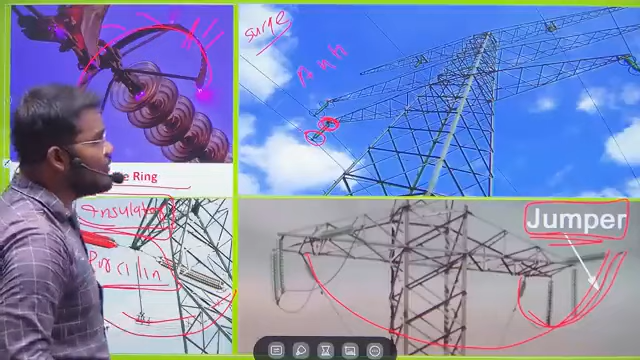 surge
e Ring
Insulator
Porcilin
Jumper